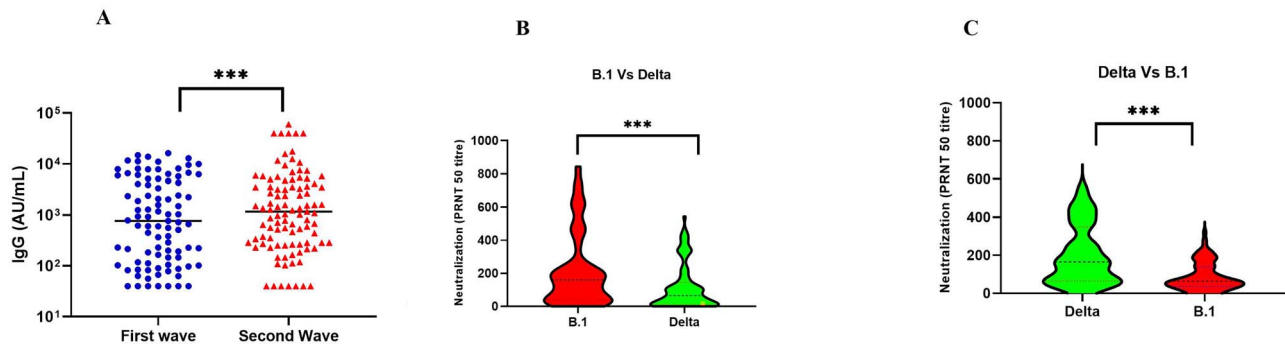 A
***
IgG (AU/mL)
10⁵
10⁴
10³
10²
10¹
First wave
Second Wave
B
B.1 Vs Delta
***
Neutralization (PRNT 50 titre)
1000
800
600
400
200
0
B.1
Delta
C
Delta Vs B.1
***
Neutralization (PRNT 50 titre)
1000
800
600
400
200
0
Delta
B.1